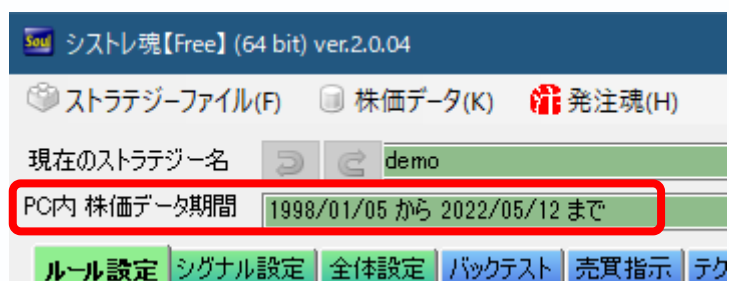 Soul シストレ魂【Free】(64 bit) ver.2.0.04
ストラテジーファイル(F) 株価データ(K) 発注魂(H)
現在のストラテジー名 demo
PC内 株価データ期間 1998/01/05 から 2022/05/12 まで
ルール設定 シグナル設定 全体設定 バックテスト 売買指示 テク